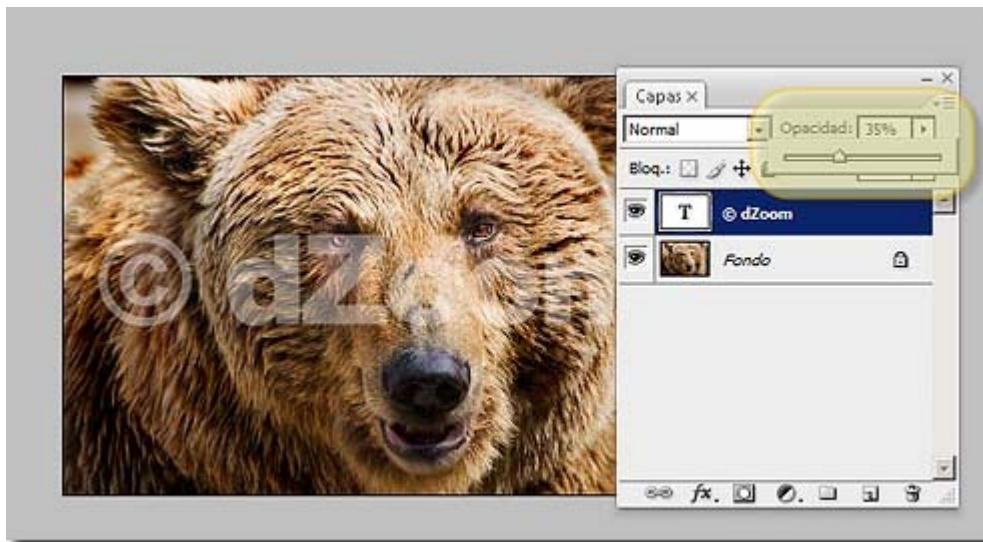 Capas
Normal
Opacidad: 35%
Bloq.:
T © dZoom
Fondo
© dZoom
fx.